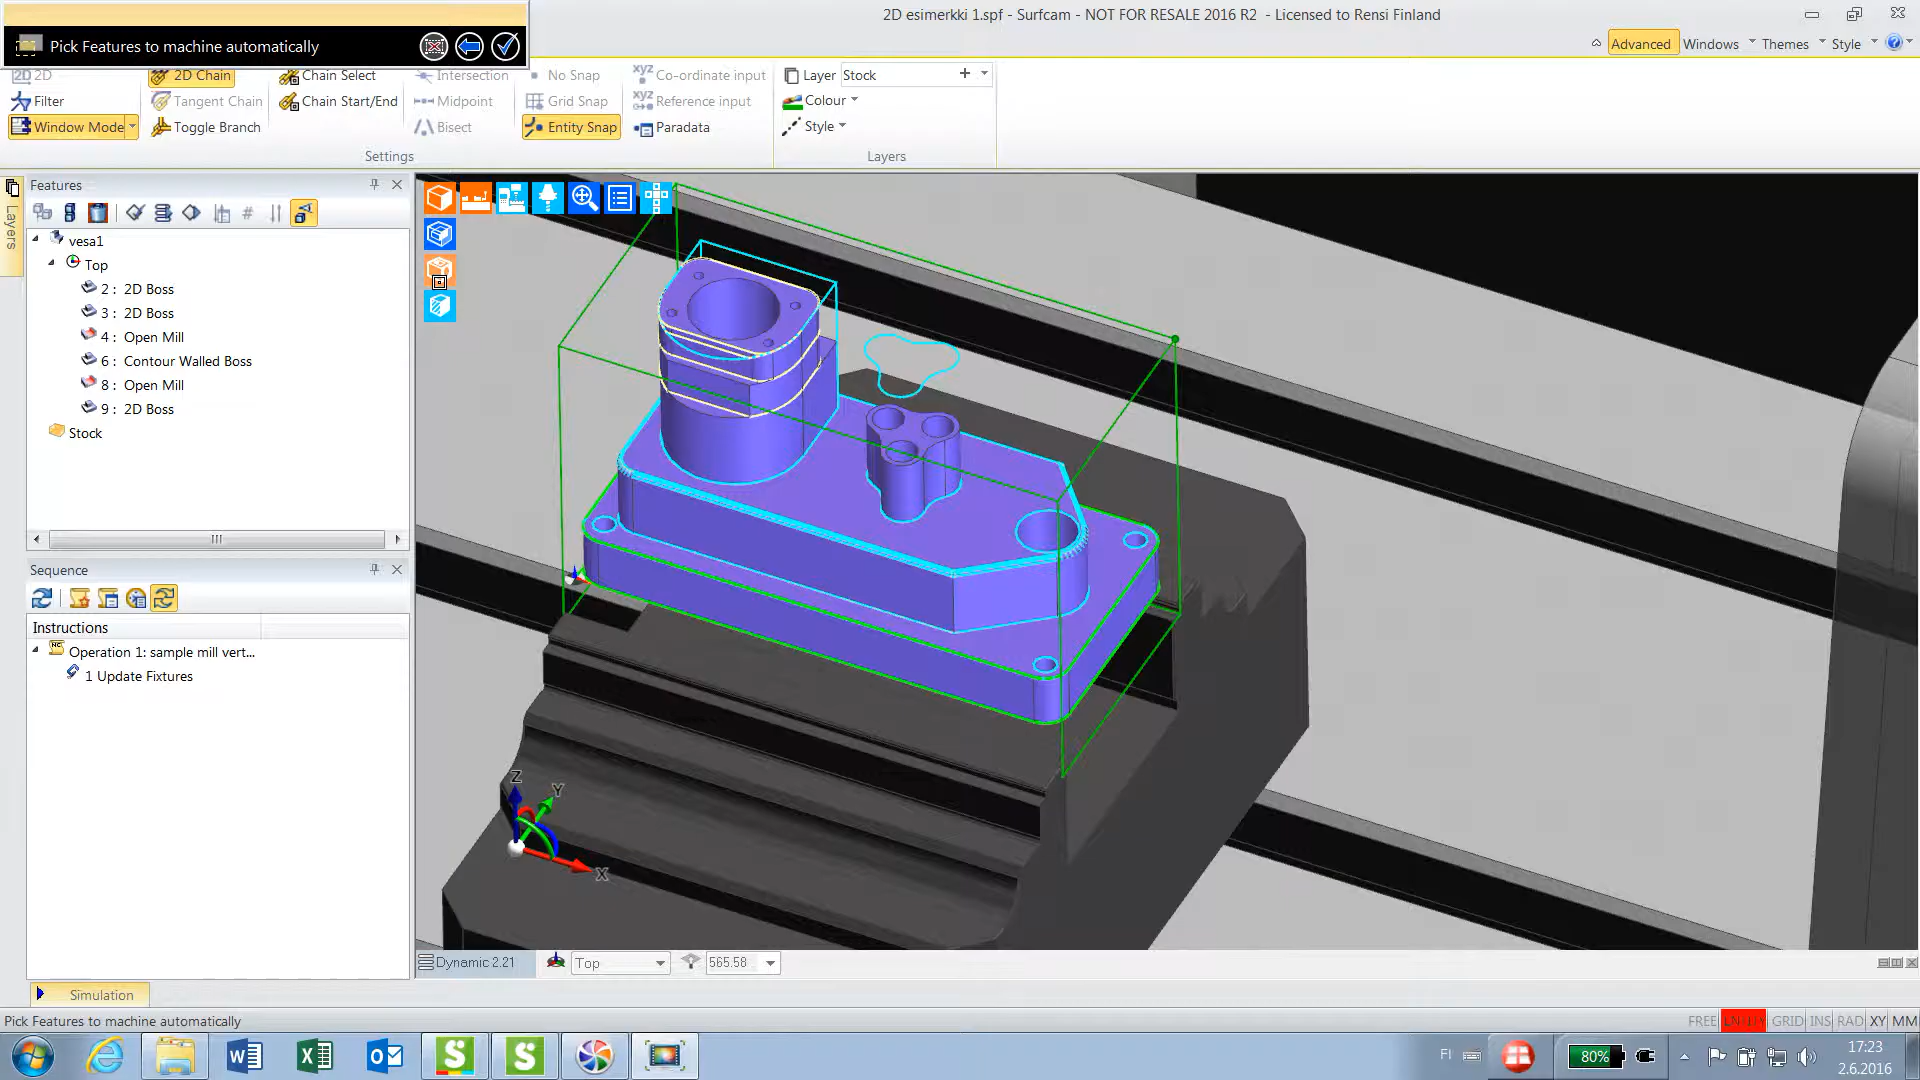 2D esimerkki 1.spf - Surfcam - NOT FOR RESALE 2016 R2 - Licensed to Rensi Finland
Pick Features to machine automatically
Advanced Windows Themes Style
2D 2D Chain Chain Select Intersection No Snap xyz Co-ordinate input Layer Stock
Filter Tangent Chain Chain Start/End Midpoint Grid Snap xyz Reference input Colour
Window Mode Toggle Branch Bisect Entity Snap Paradata Style
Settings Layers
Layers
Features
vesa1
Top
2 : 2D Boss
3 : 2D Boss
4 : Open Mill
6 : Contour Walled Boss
8 : Open Mill
9 : 2D Boss
Stock
Sequence
Instructions
Operation 1: sample mill vert...
1 Update Fixtures
Z
Y
X
Dynamic 2.21 Top 565.58
Simulation
Pick Features to machine automatically
FREE GRID INS RAD XY MM
FI 80% 17:23
2.6.2016